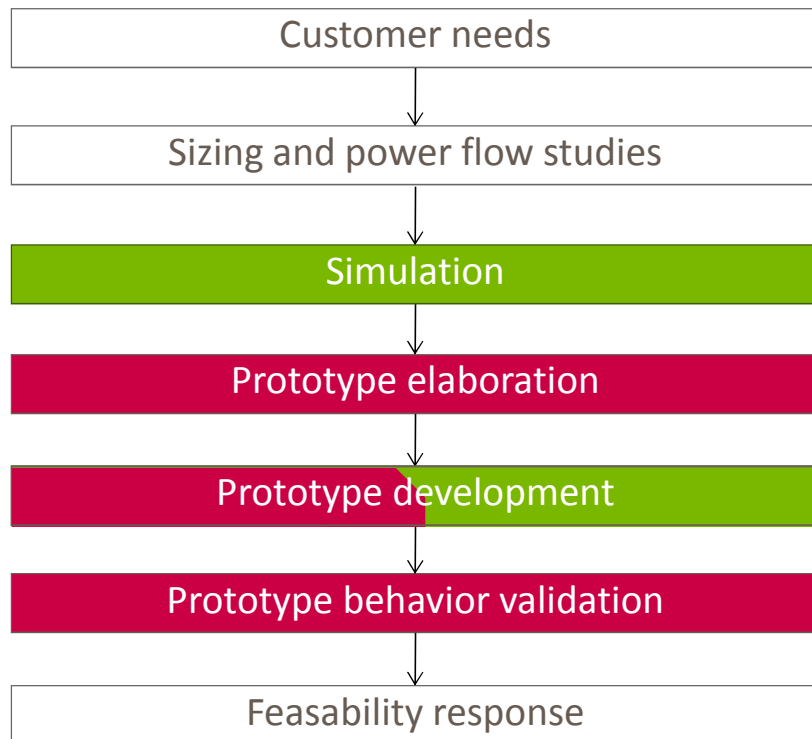 Customer needs
Sizing and power flow studies
Simulation
Prototype elaboration
Prototype development
Prototype behavior validation
Feasability response